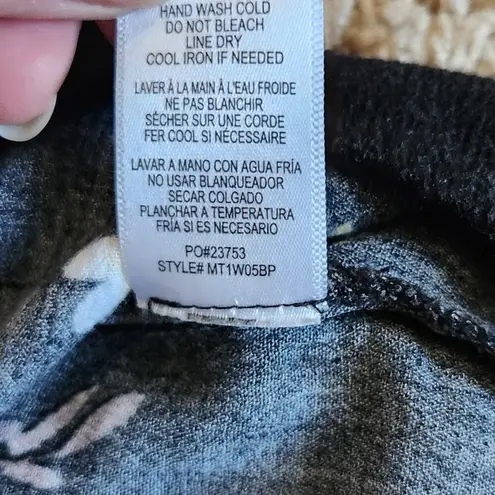 HAND WASH COLD
DO NOT BLEACH
LINE DRY
COOL IRON IF NEEDED
LAVER À LA MAIN À L'EAU FROIDE
NE PAS BLANCHIR
SÉCHER SUR UNE CORDE
FER COOL SI NÉCESSAIRE
LAVAR A MANO CON AGUA FRÍA
NO USAR BLANQUEADOR
SECAR COLGADO
PLANCHAR A TEMPERATURA
FRÍA SI ES NECESARIO
PO#23753
STYLE# MT1W05BP